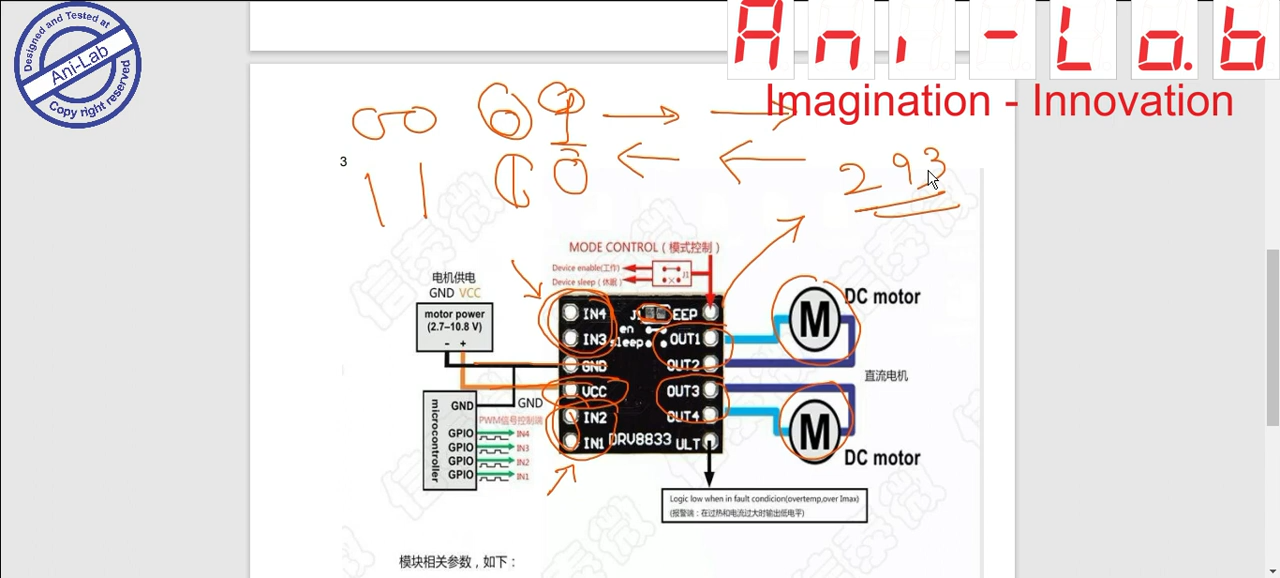 Designed and Tested at
Ani-Lab
Copy right reserved
Ani-Lab
Imagination - Innovation
00 01
11 10
293
3
MODE CONTROL（模式控制）
Device enable(工作)
Device sleep（休眠）
J1
电机供电
GND VCC
motor power
(2.7–10.8 V)
- +
microcontroller
GND
GND
PWM信号控制端
GPIO IN4
GPIO IN3
GPIO IN2
GPIO IN1
IN4
IN3
GND
VCC
IN2
IN1
EEP
en
sleep
OUT1
OUT2
OUT3
OUT4
DRV8833 ULT
M
DC motor
直流电机
M
DC motor
Logic low when in fault condicion(overtemp,over Imax)
(报警端：在过热和电流过大时输出低电平)
模块相关参数，如下：